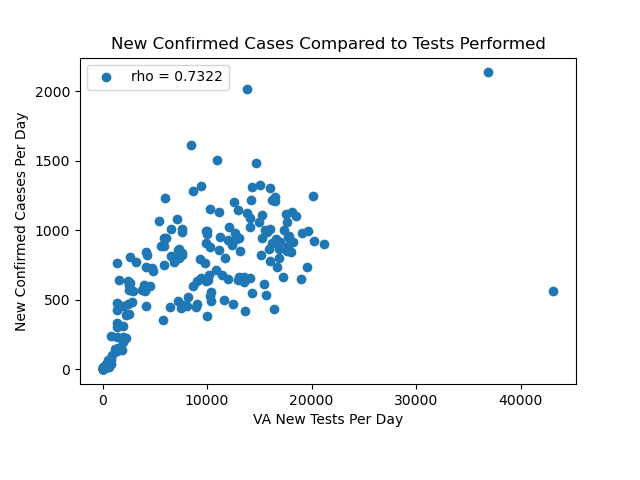 New Confirmed Cases Compared to Tests Performed
rho = 0.7322
New Confirmed Caeses Per Day
2000
1500
1000
500
0
0 10000 20000 30000 40000
VA New Tests Per Day